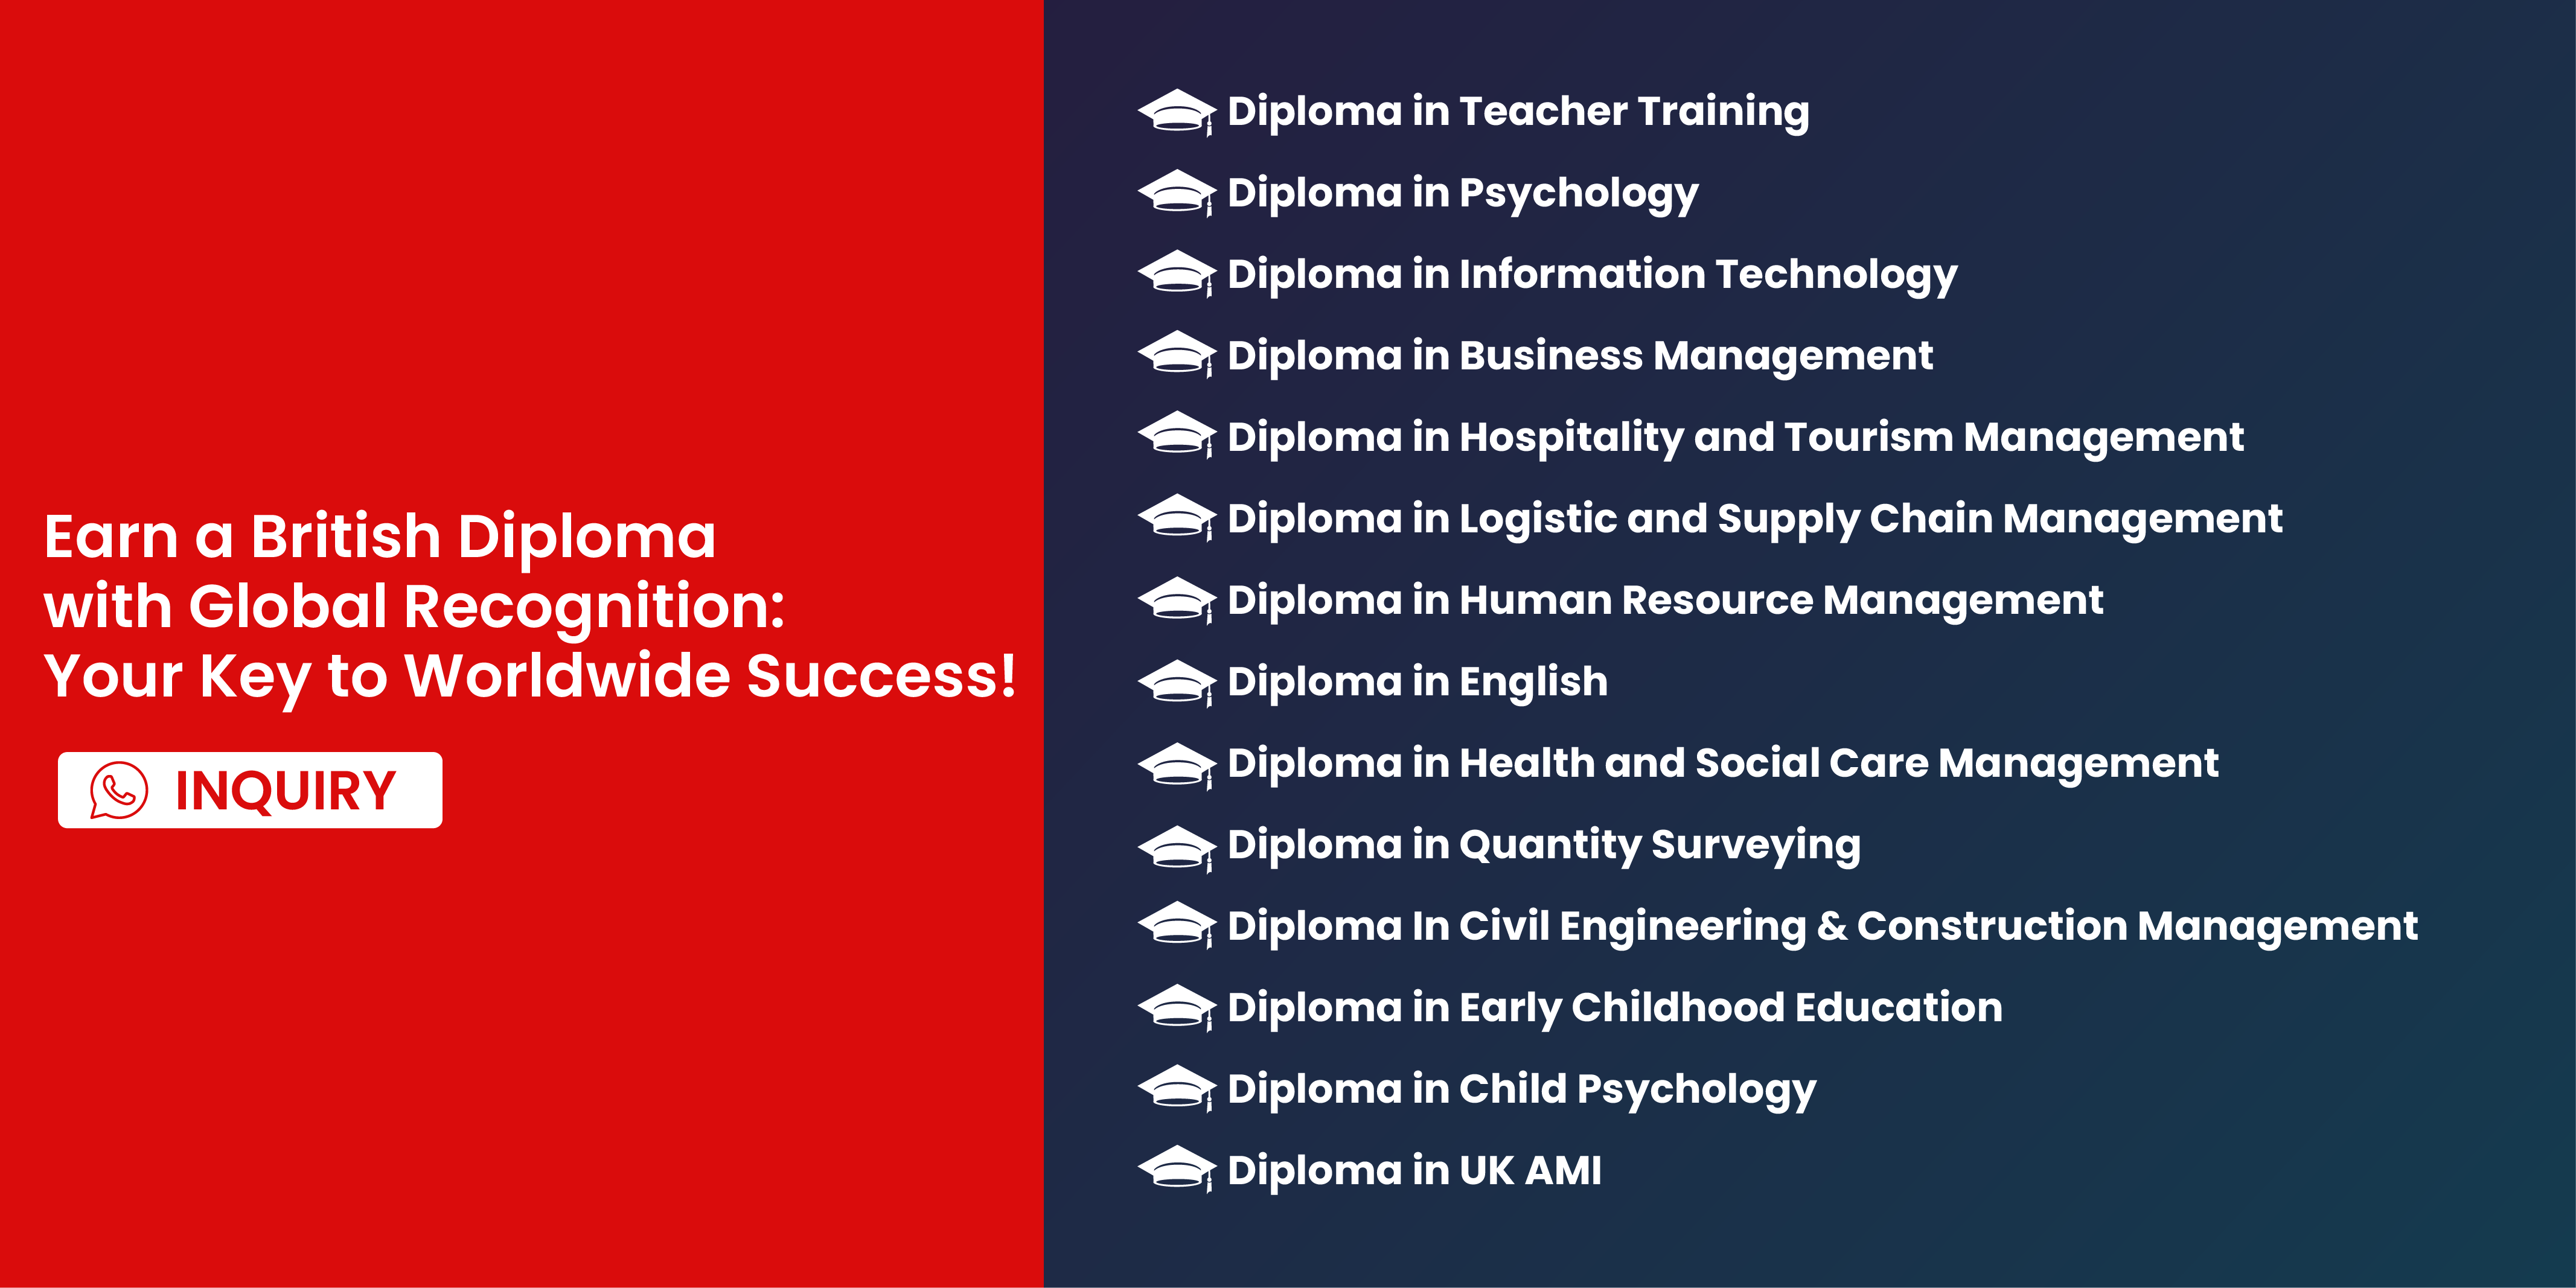 Earn a British Diploma
with Global Recognition:
Your Key to Worldwide Success!
INQUIRY
Diploma in Teacher Training
Diploma in Psychology
Diploma in Information Technology
Diploma in Business Management
Diploma in Hospitality and Tourism Management
Diploma in Logistic and Supply Chain Management
Diploma in Human Resource Management
Diploma in English
Diploma in Health and Social Care Management
Diploma in Quantity Surveying
Diploma In Civil Engineering & Construction Management
Diploma in Early Childhood Education
Diploma in Child Psychology
Diploma in UK AMI